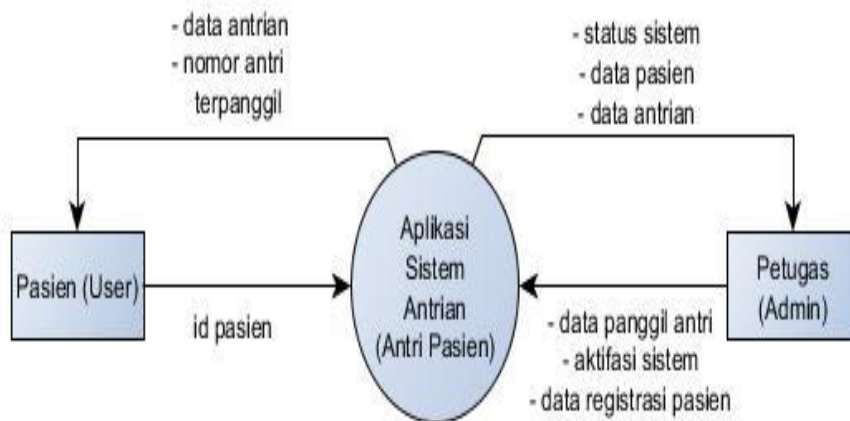 - data antrian
- nomor antri
terpanggil
- status sistem
- data pasien
- data antrian
Pasien (User)
id pasien
Aplikasi
Sistem
Antrian
(Antri Pasien)
Petugas
(Admin)
- data panggil antri
- aktifasi sistem
- data registrasi pasien